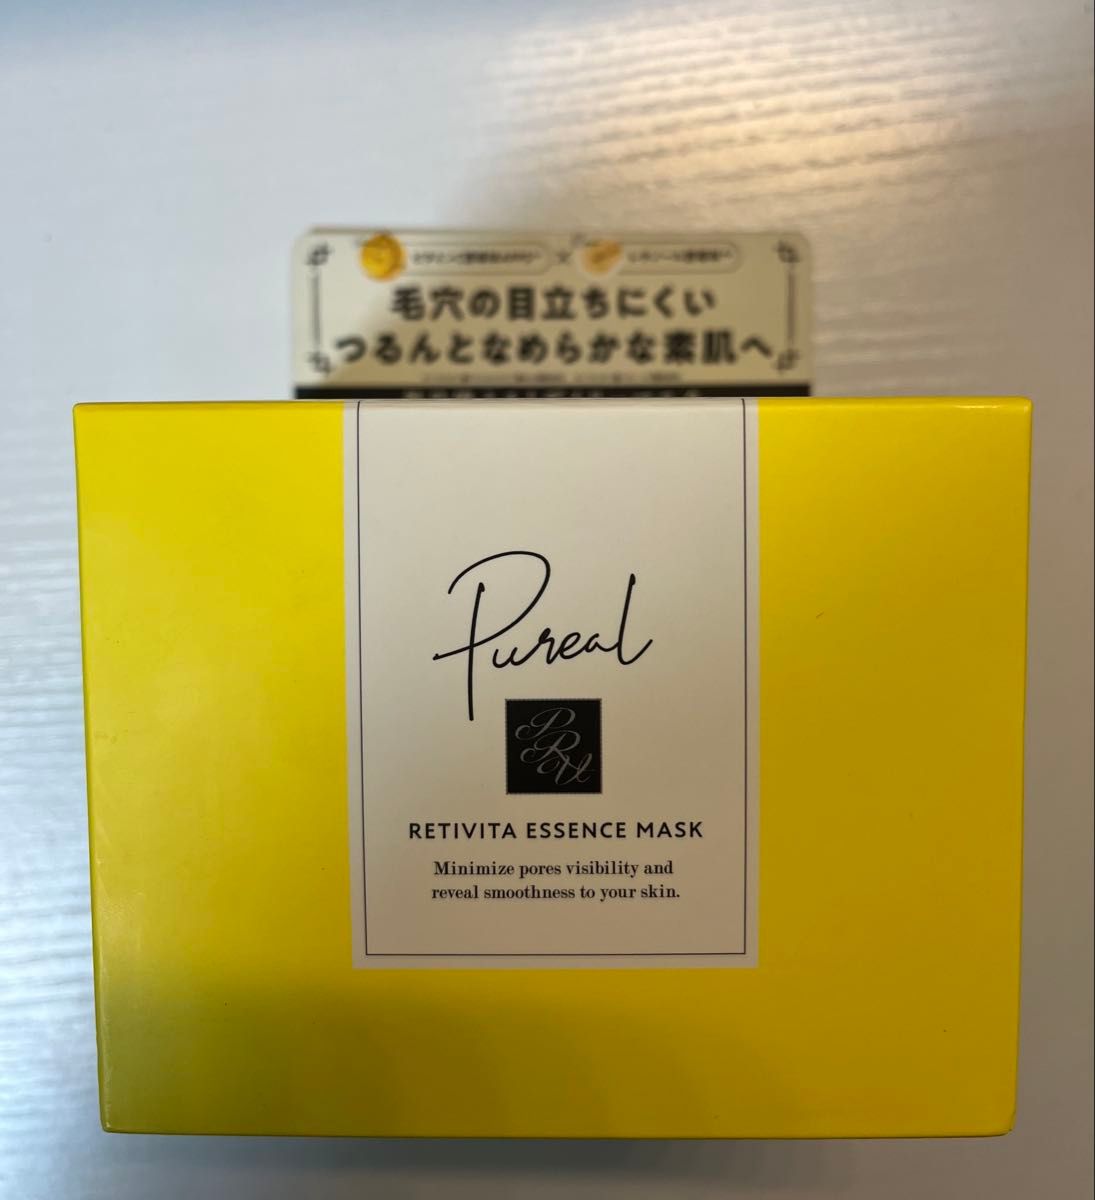 毛穴の目立ちにくい
つるんとなめらかな素肌へ
Pureal
PRUl
RETIVITA ESSENCE MASK
Minimize pores visibility and
reveal smoothness to your skin.